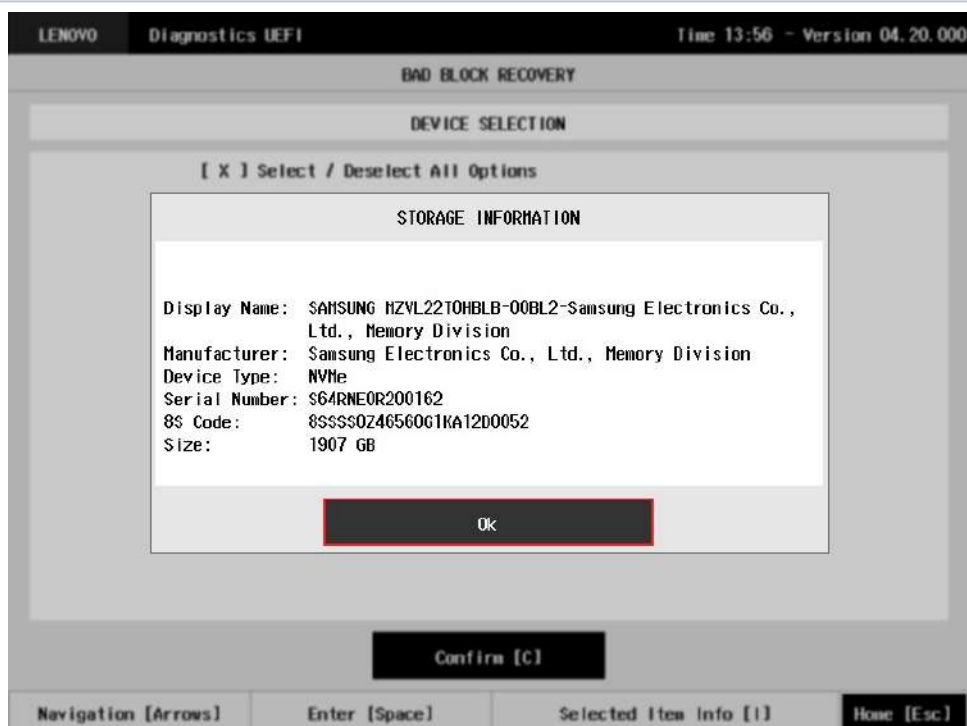 LENOVO Diagnostics UEFI Time 13:56 - Version 04.20.000
BAD BLOCK RECOVERY
DEVICE SELECTION
[ X ] Select / Deselect All Options
STORAGE INFORMATION
Display Name: SAMSUNG MZVL22T0HBLB-00BL2-Samsung Electronics Co.,
Ltd., Memory Division
Manufacturer: Samsung Electronics Co., Ltd., Memory Division
Device Type: NVMe
Serial Number: S64RNE0R200162
8S Code: 8SSSS0Z46560G1KA12D0052
Size: 1907 GB
Ok
Confirm [C]
Navigation [Arrows] Enter [Space] Selected Item Info [I] Home [Esc]